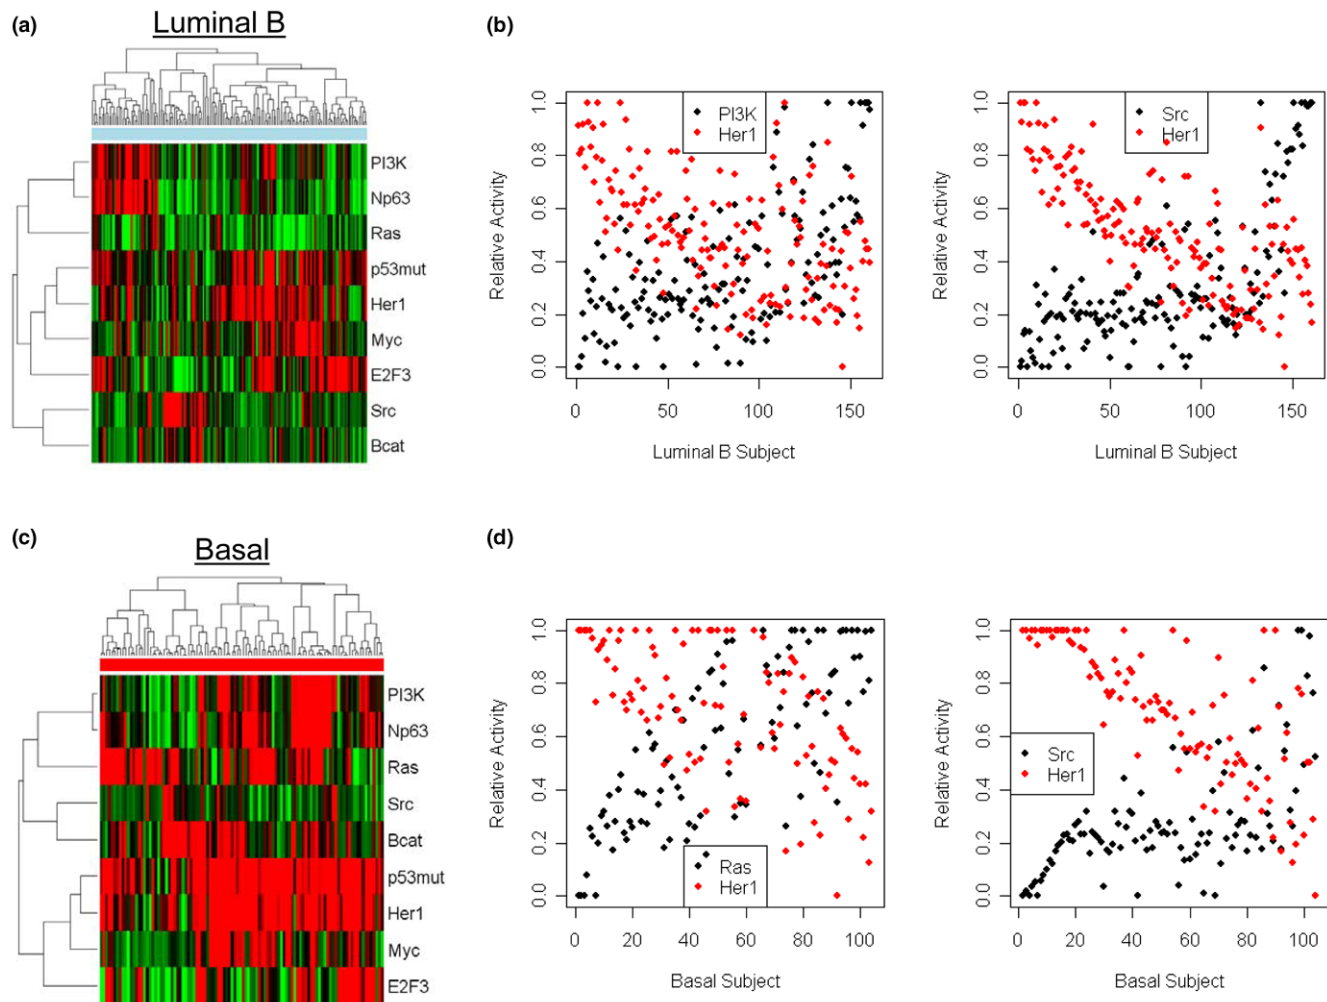 (a)
Luminal B
PI3K
Np63
Ras
p53mut
Her1
Myc
E2F3
Src
Bcat
(b)
Relative Activity
1.0
0.8
0.6
0.4
0.2
0.0
PI3K
Her1
0
50
100
150
Luminal B Subject
Relative Activity
1.0
0.8
0.6
0.4
0.2
0.0
Src
Her1
0
50
100
150
Luminal B Subject
(c)
Basal
PI3K
Np63
Ras
Src
Bcat
p53mut
Her1
Myc
E2F3
(d)
Relative Activity
1.0
0.8
0.6
0.4
0.2
0.0
Ras
Her1
0
20
40
60
80
100
Basal Subject
Relative Activity
1.0
0.8
0.6
0.4
0.2
0.0
Src
Her1
0
20
40
60
80
100
Basal Subject